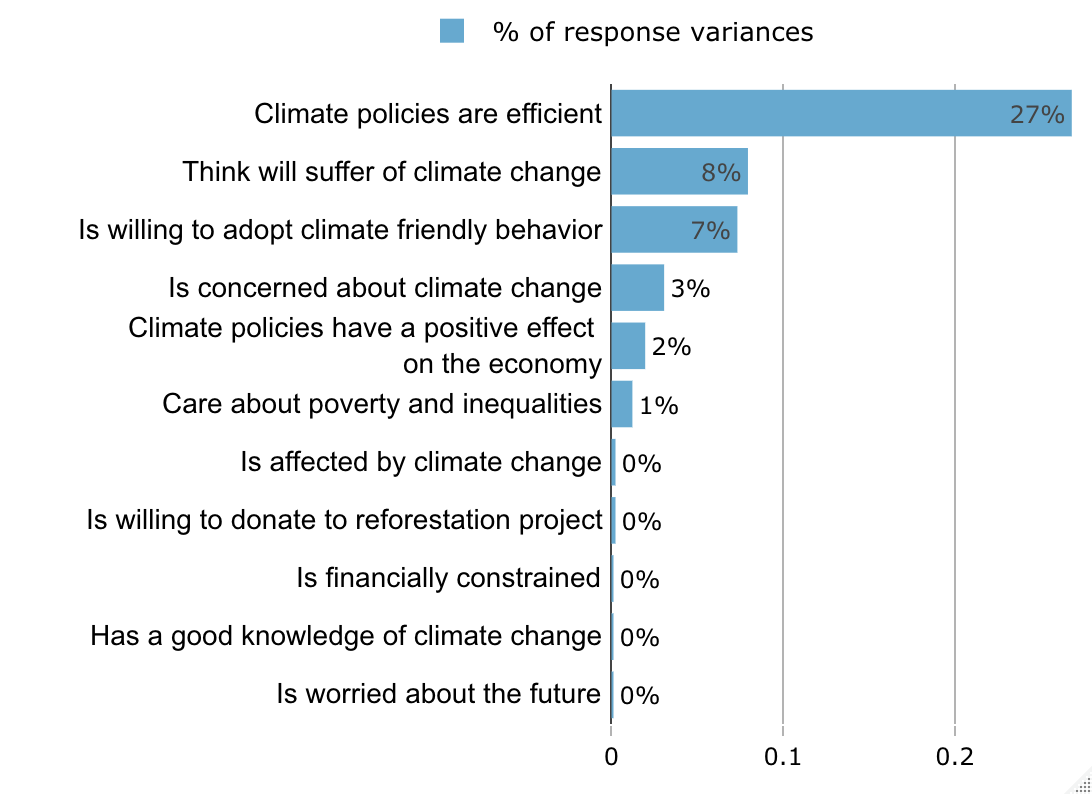 % of response variances
Climate policies are efficient
27%
Think will suffer of climate change
8%
Is willing to adopt climate friendly behavior
7%
Is concerned about climate change
3%
Climate policies have a positive effect
on the economy
2%
Care about poverty and inequalities
1%
Is affected by climate change
0%
Is willing to donate to reforestation project
0%
Is financially constrained
0%
Has a good knowledge of climate change
0%
Is worried about the future
0%
0
0.1
0.2